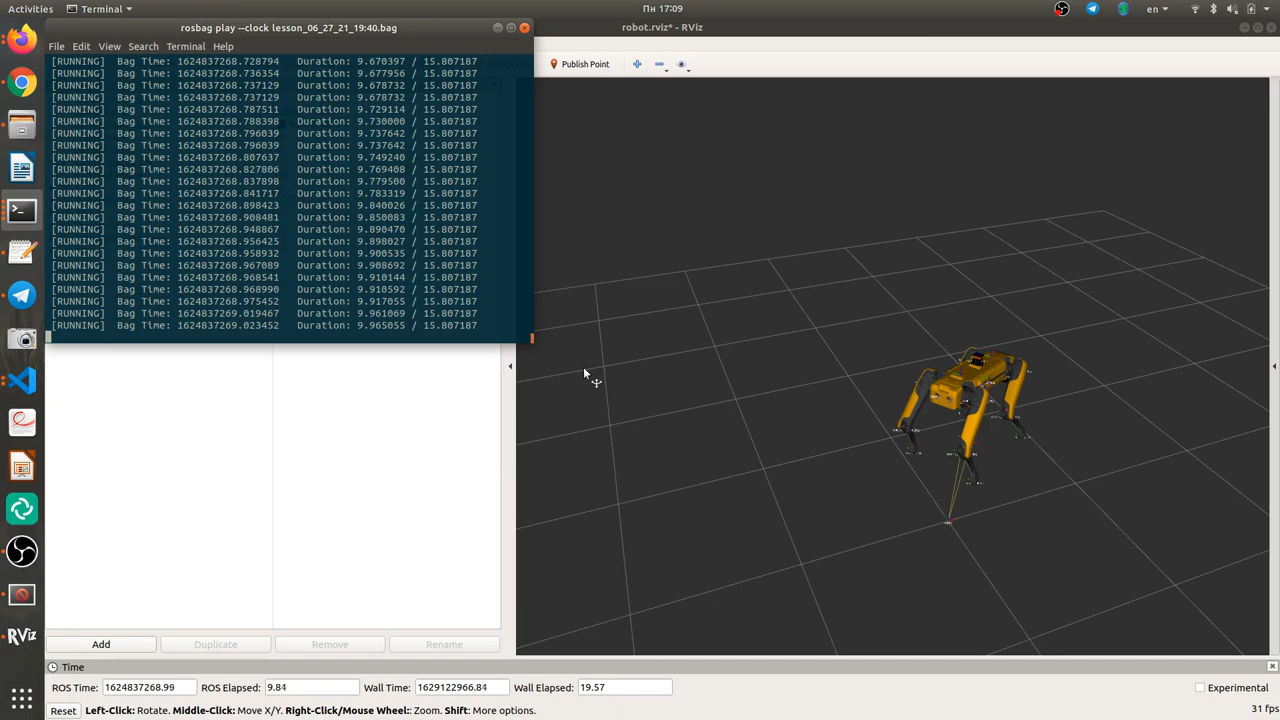 Activities
Terminal
Пн 17:09
en
rosbag play --clock lesson_06_27_21_19:40.bag
robot.rviz* - RViz
File Edit View Search Terminal Help
Publish Point
[RUNNING] Bag Time: 1624837268.728794 Duration: 9.670397 / 15.807187
[RUNNING] Bag Time: 1624837268.736354 Duration: 9.677956 / 15.807187
[RUNNING] Bag Time: 1624837268.737129 Duration: 9.678732 / 15.807187
[RUNNING] Bag Time: 1624837268.737129 Duration: 9.678732 / 15.807187
[RUNNING] Bag Time: 1624837268.787511 Duration: 9.729114 / 15.807187
[RUNNING] Bag Time: 1624837268.788398 Duration: 9.730000 / 15.807187
[RUNNING] Bag Time: 1624837268.796039 Duration: 9.737642 / 15.807187
[RUNNING] Bag Time: 1624837268.796039 Duration: 9.737642 / 15.807187
[RUNNING] Bag Time: 1624837268.807637 Duration: 9.749240 / 15.807187
[RUNNING] Bag Time: 1624837268.827806 Duration: 9.769408 / 15.807187
[RUNNING] Bag Time: 1624837268.837898 Duration: 9.779500 / 15.807187
[RUNNING] Bag Time: 1624837268.841717 Duration: 9.783319 / 15.807187
[RUNNING] Bag Time: 1624837268.898423 Duration: 9.840026 / 15.807187
[RUNNING] Bag Time: 1624837268.908481 Duration: 9.850083 / 15.807187
[RUNNING] Bag Time: 1624837268.948867 Duration: 9.890470 / 15.807187
[RUNNING] Bag Time: 1624837268.956425 Duration: 9.898027 / 15.807187
[RUNNING] Bag Time: 1624837268.958932 Duration: 9.900535 / 15.807187
[RUNNING] Bag Time: 1624837268.967089 Duration: 9.908692 / 15.807187
[RUNNING] Bag Time: 1624837268.968541 Duration: 9.910144 / 15.807187
[RUNNING] Bag Time: 1624837268.968990 Duration: 9.910592 / 15.807187
[RUNNING] Bag Time: 1624837268.975452 Duration: 9.917055 / 15.807187
[RUNNING] Bag Time: 1624837269.019467 Duration: 9.961069 / 15.807187
[RUNNING] Bag Time: 1624837269.023452 Duration: 9.965055 / 15.807187
RViz
Add Duplicate Remove Rename
Time
ROS Time: 1624837268.99 ROS Elapsed: 9.84 Wall Time: 1629122966.84 Wall Elapsed: 19.57 Experimental
Reset Left-Click: Rotate. Middle-Click: Move X/Y. Right-Click/Mouse Wheel:: Zoom. Shift: More options. 31 fps